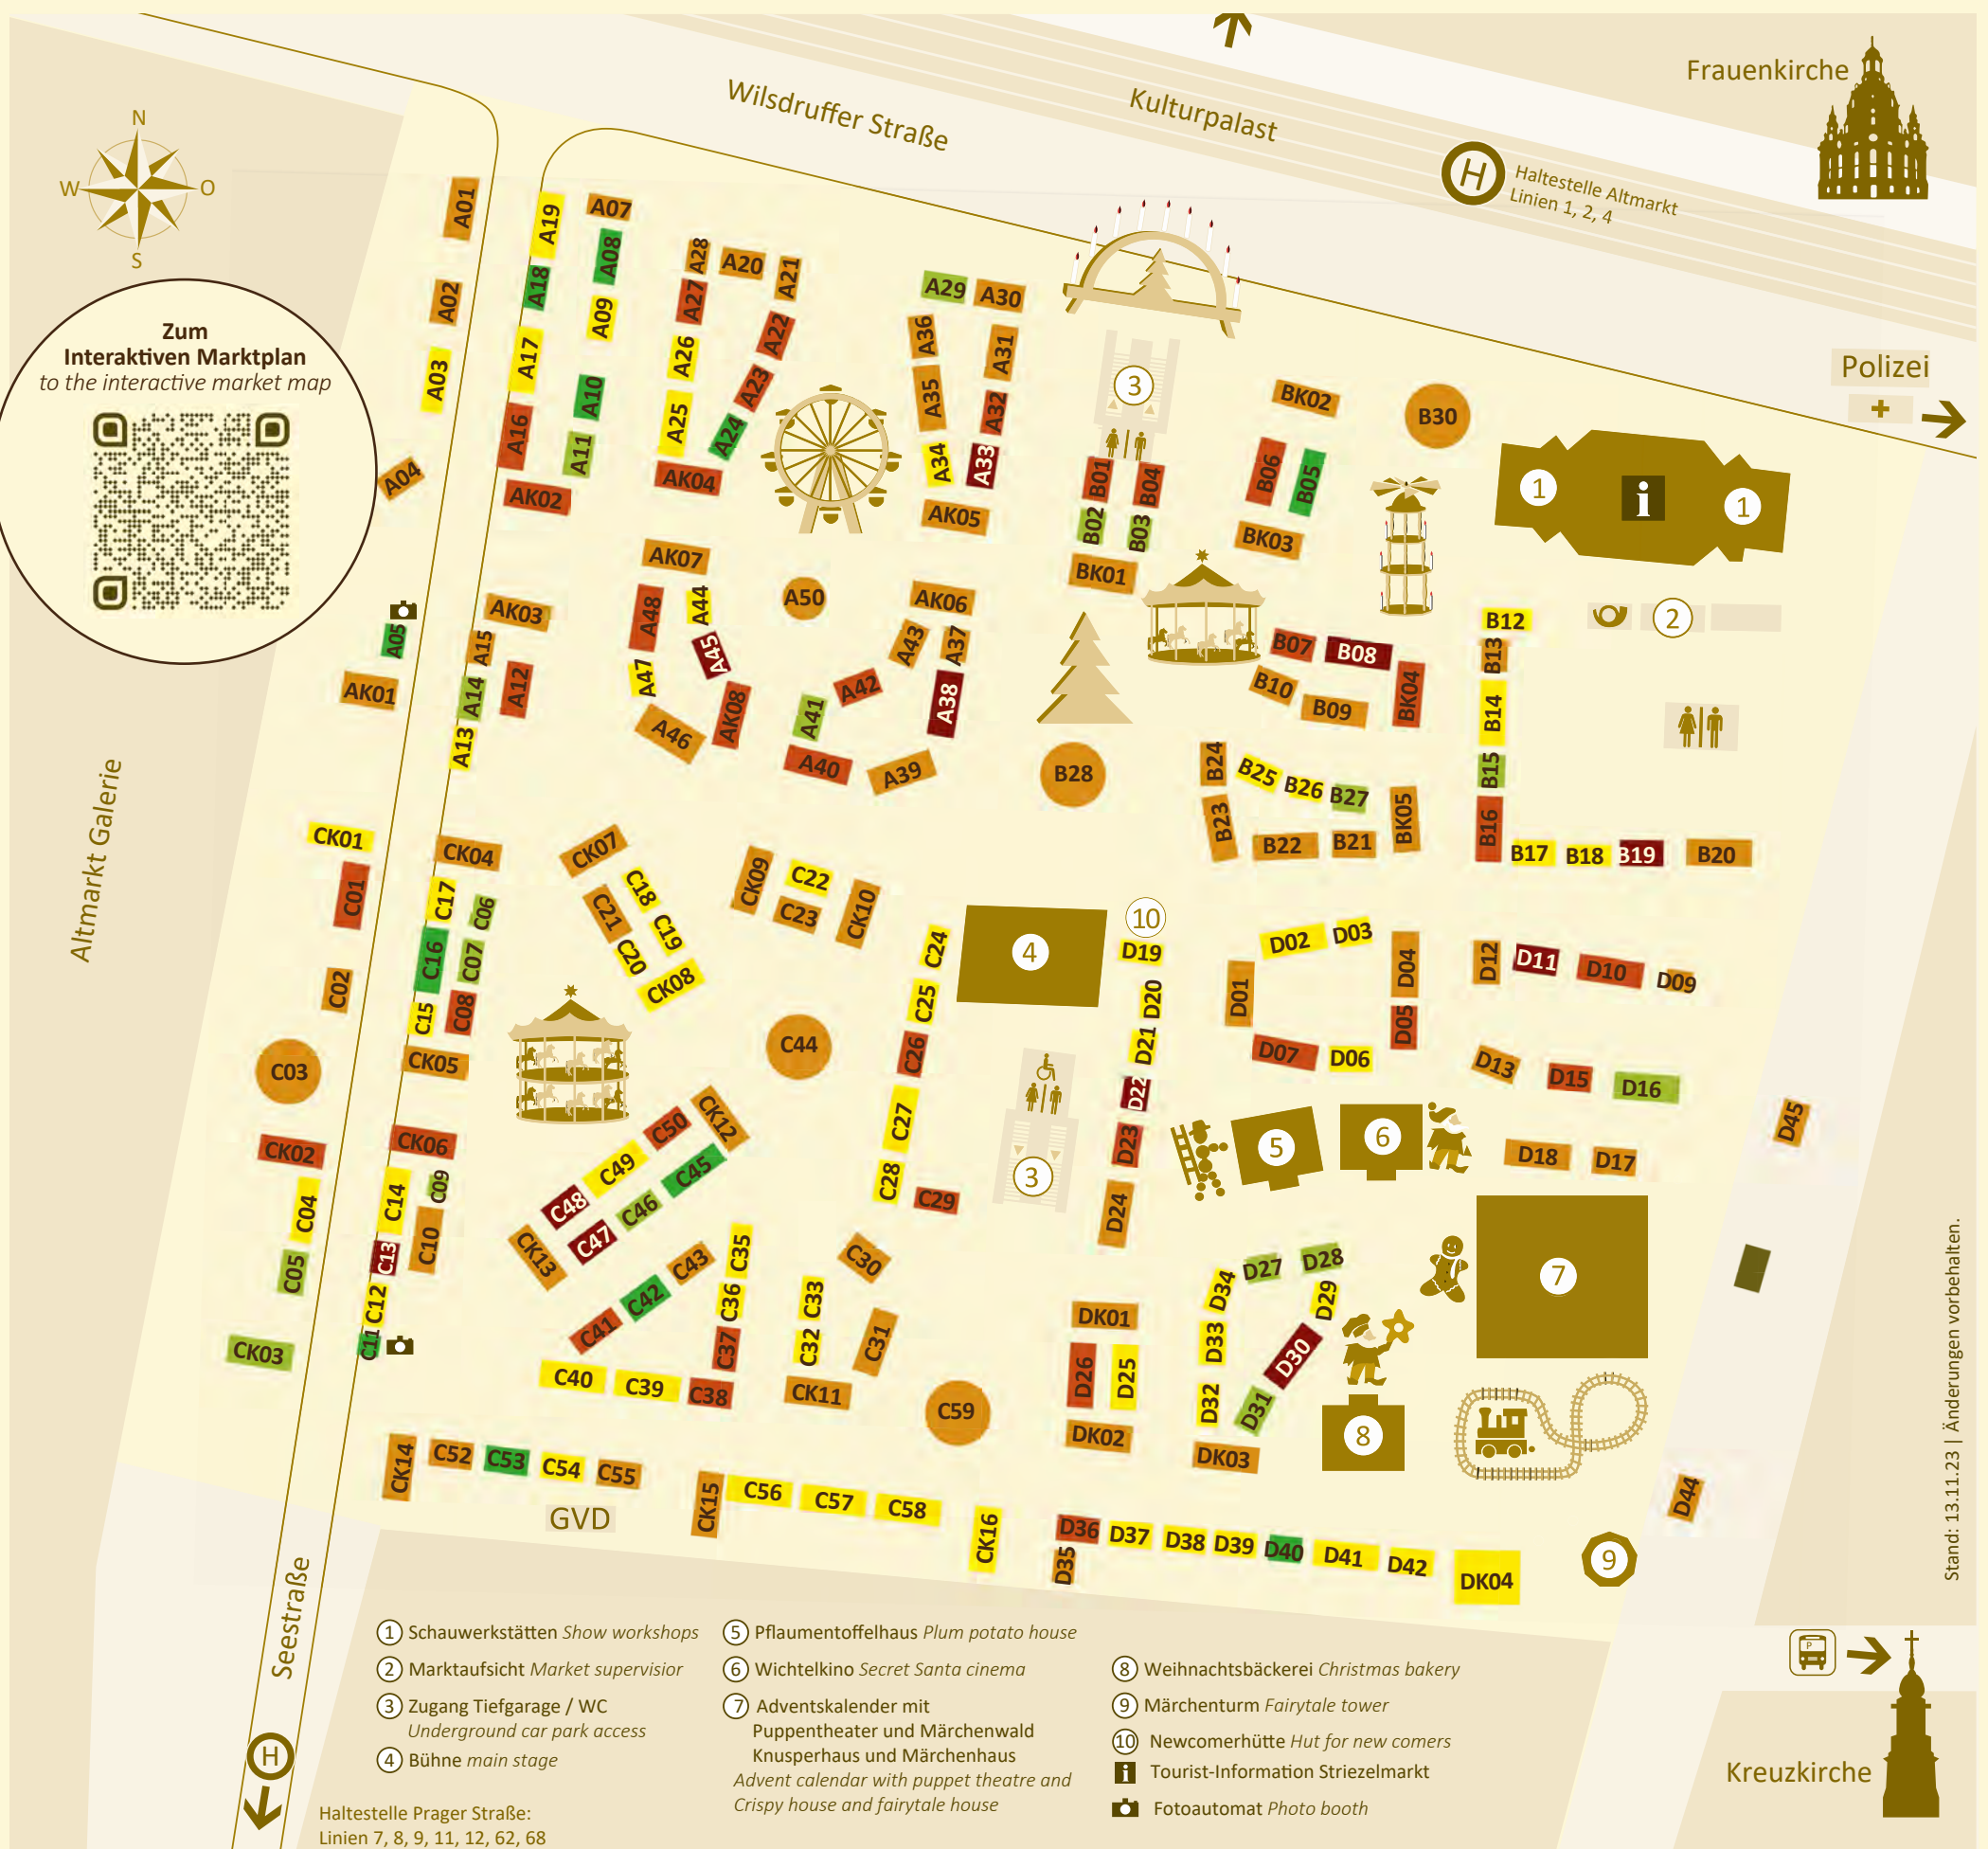 Wilsdruffer Straße
Kulturpalast
Frauenkirche
H
Haltestelle Altmarkt
Linien 1, 2, 4
N
W
O
S
Zum
Interaktiven Marktplan
to the interactive market map
Polizei
Altmarkt Galerie
Seestraße
A01
A02
A03
A04
A05
AK01
A19
A18
A17
A16
AK02
A07
A08
A09
A10
A11
AK03
A15
A14
A13
A12
A28
A20
A21
A27
A22
A26
A23
A25
A24
AK04
A29
A30
A36
A31
A35
A32
A34
A33
AK05
AK07
A48
A44
A45
A47
A46
AK08
A50
AK06
A43
A37
A42
A41
A38
A40
A39
3
B01
B04
B02
B03
BK01
BK02
B30
B06
B05
BK03
1
i
1
2
B12
B13
B14
B15
B16
B17
B18
B19
B20
B07
B08
B10
B09
BK04
B28
B24
B25
B26
B27
B23
B22
B21
BK05
CK01
C01
C02
C03
CK02
C04
C05
CK03
CK04
C17
C06
C16
C07
C15
C08
CK05
CK06
C14
C09
C13
C10
C12
C11
CK07
C18
C21
C19
C20
CK08
CK09
C22
C23
CK10
C44
C24
C25
C26
C27
C28
C29
4
10
3
CK12
C50
C49
C45
C48
C46
C47
CK13
C43
C42
C41
C35
C36
C37
C40
C39
C38
C30
C33
C32
C31
CK11
C59
CK14
C52
C53
C54
C55
GVD
CK15
C56
C57
C58
CK16
D19
D20
D21
D22
D23
D24
D02
D03
D01
D04
D05
D07
D06
D12
D11
D10
D09
D13
D15
D16
5
6
D18
D17
D45
7
D27
D28
D34
D29
D33
D30
D32
D31
DK03
8
DK01
D26
D25
DK02
D44
D36
D35
D37
D38
D39
D40
D41
D42
DK04
9
Stand: 13.11.23 | Änderungen vorbehalten.
1 Schauwerkstätten Show workshops
2 Marktaufsicht Market supervisior
3 Zugang Tiefgarage / WC
Underground car park access
4 Bühne main stage
5 Pflaumentoffelhaus Plum potato house
6 Wichtelkino Secret Santa cinema
7 Adventskalender mit
Puppentheater und Märchenwald
Knusperhaus und Märchenhaus
Advent calendar with puppet theatre and
Crispy house and fairytale house
8 Weihnachtsbäckerei Christmas bakery
9 Märchenturm Fairytale tower
10 Newcomerhütte Hut for new comers
i Tourist-Information Striezelmarkt
Fotoautomat Photo booth
H
Haltestelle Prager Straße:
Linien 7, 8, 9, 11, 12, 62, 68
P
Kreuzkirche